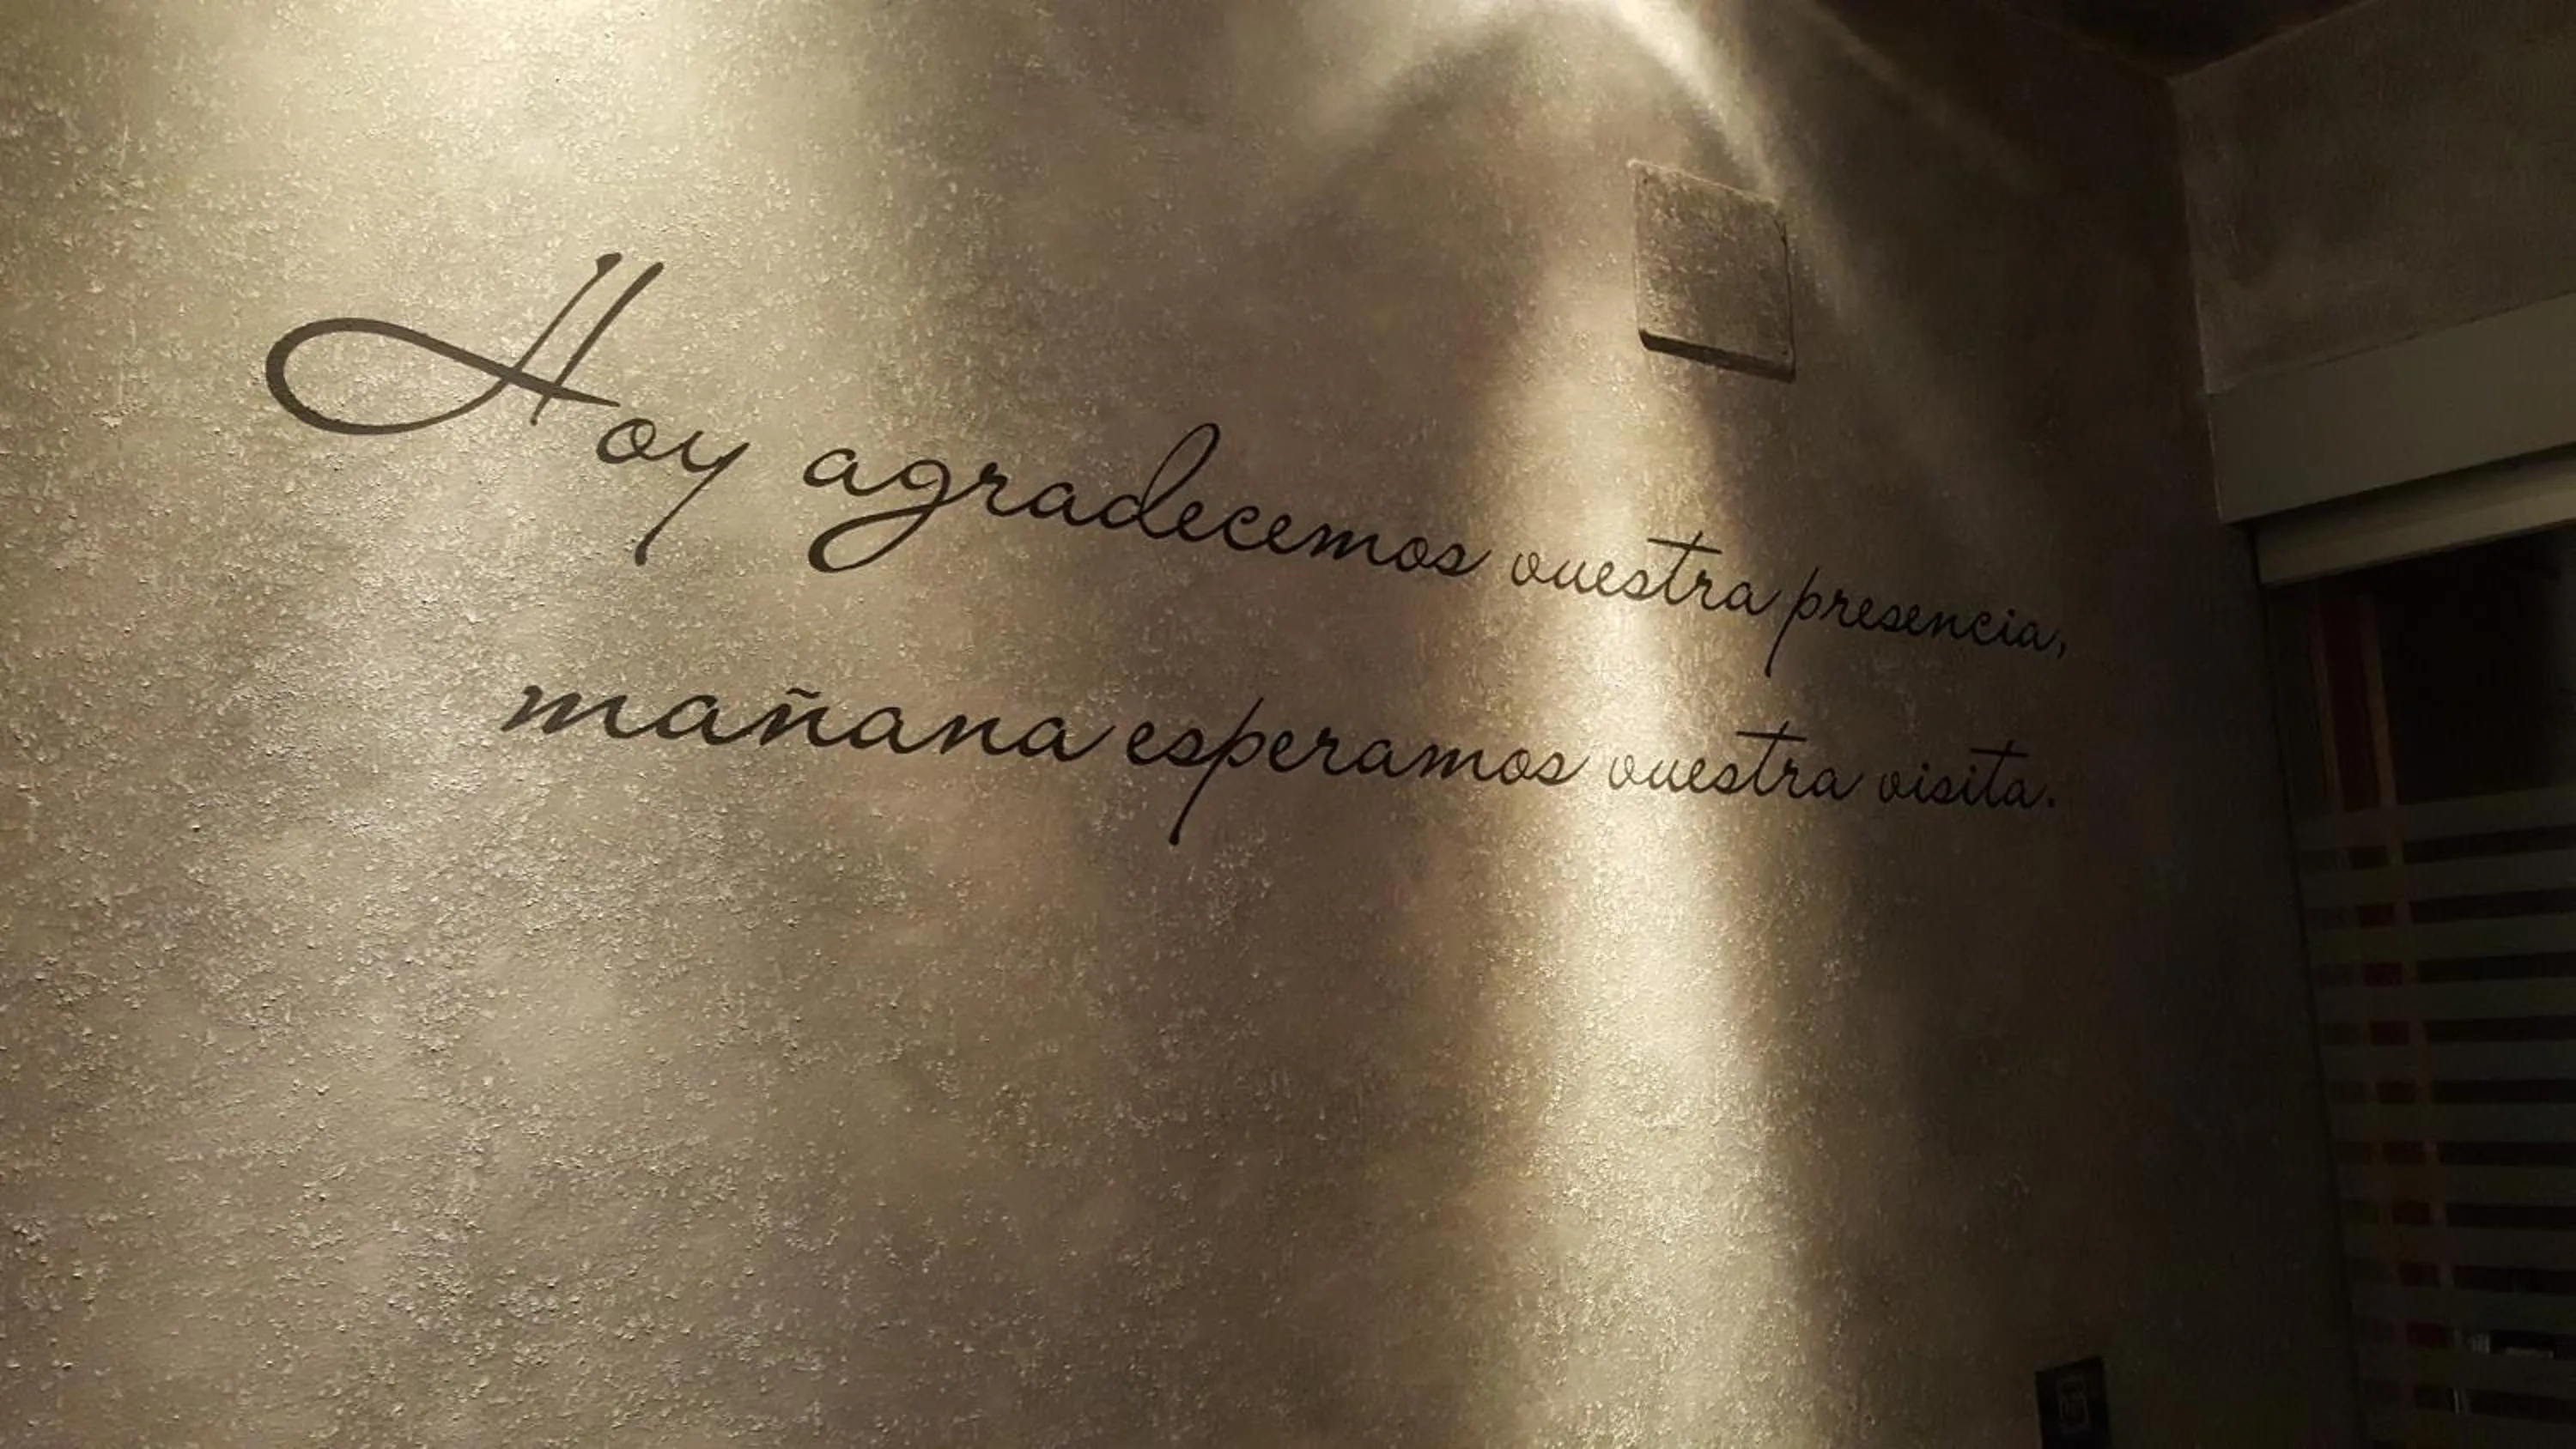 Hoy agradecemos vuestra presencia,
mañana esperamos vuestra visita.